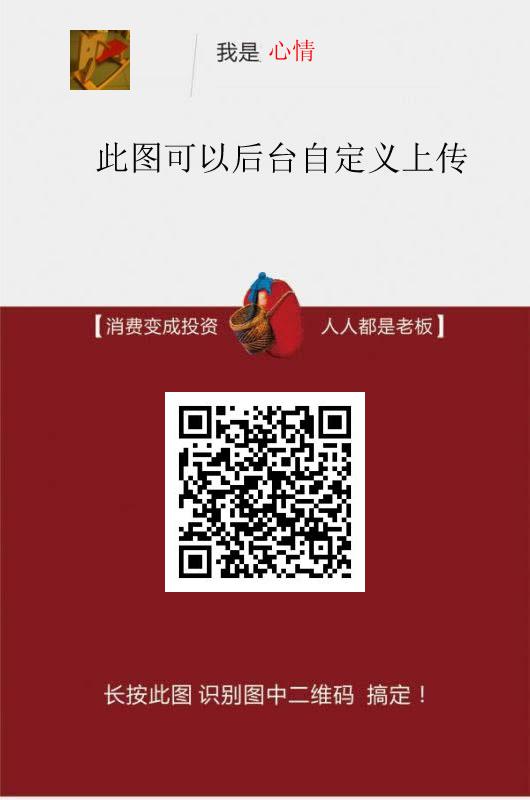 我是 心情
此图可以后台自定义上传
【消费变成投资 人人都是老板】
长按此图 识别图中二维码 搞定！